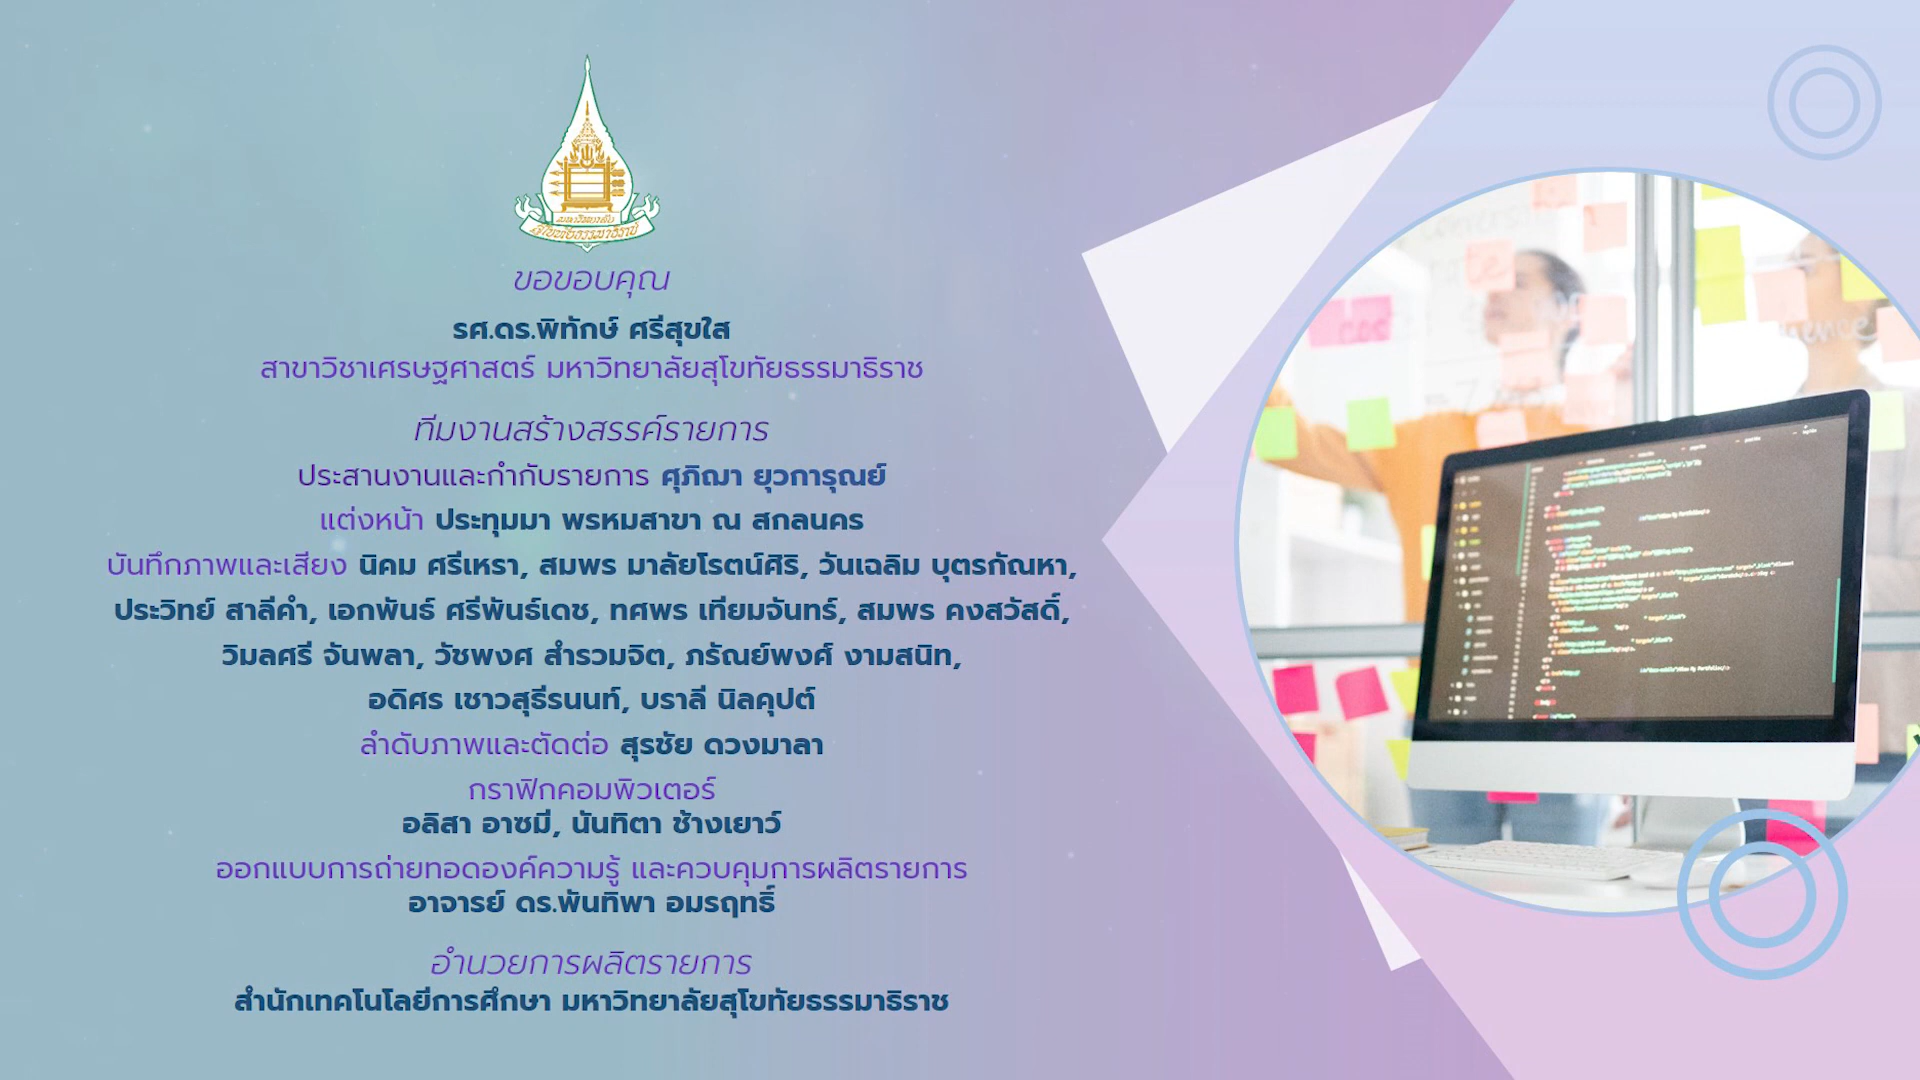 มหาวิทยาลัย
สุโขทัยธรรมาธิราช
ขอขอบคุณ
รศ.ดร.พิทักษ์ ศรีสุขใส
สาขาวิชาเศรษฐศาสตร์ มหาวิทยาลัยสุโขทัยธรรมาธิราช
ทีมงานสร้างสรรค์รายการ
ประสานงานและกำกับรายการ ศุภิฌา ยุวการุณย์
แต่งหน้า ประทุมมา พรหมสาขา ณ สกลนคร
บันทึกภาพและเสียง นิคม ศรีเหรา, สมพร มาลัยโรตน์ศิริ, วันเฉลิม บุตรกัณหา,
ประวิทย์ สาลีคำ, เอกพันธ์ ศรีพันธ์เดช, ทศพร เทียมจันทร์, สมพร คงสวัสดิ์,
วิมลศรี จันพลา, วัชพงศ สำรวมจิต, ภรัณย์พงศ์ งามสนิท,
อดิศร เชาวสุธีรนนท์, บราลี นิลคุปต์
ลำดับภาพและตัดต่อ สุรชัย ดวงมาลา
กราฟิกคอมพิวเตอร์
อลิสา อาซมี, นันทิตา ช้างเยาว์
ออกแบบการถ่ายทอดองค์ความรู้ และควบคุมการผลิตรายการ
อาจารย์ ดร.พันทิพา อมรฤทธิ์
อำนวยการผลิตรายการ
สำนักเทคโนโลยีการศึกษา มหาวิทยาลัยสุโขทัยธรรมาธิราช